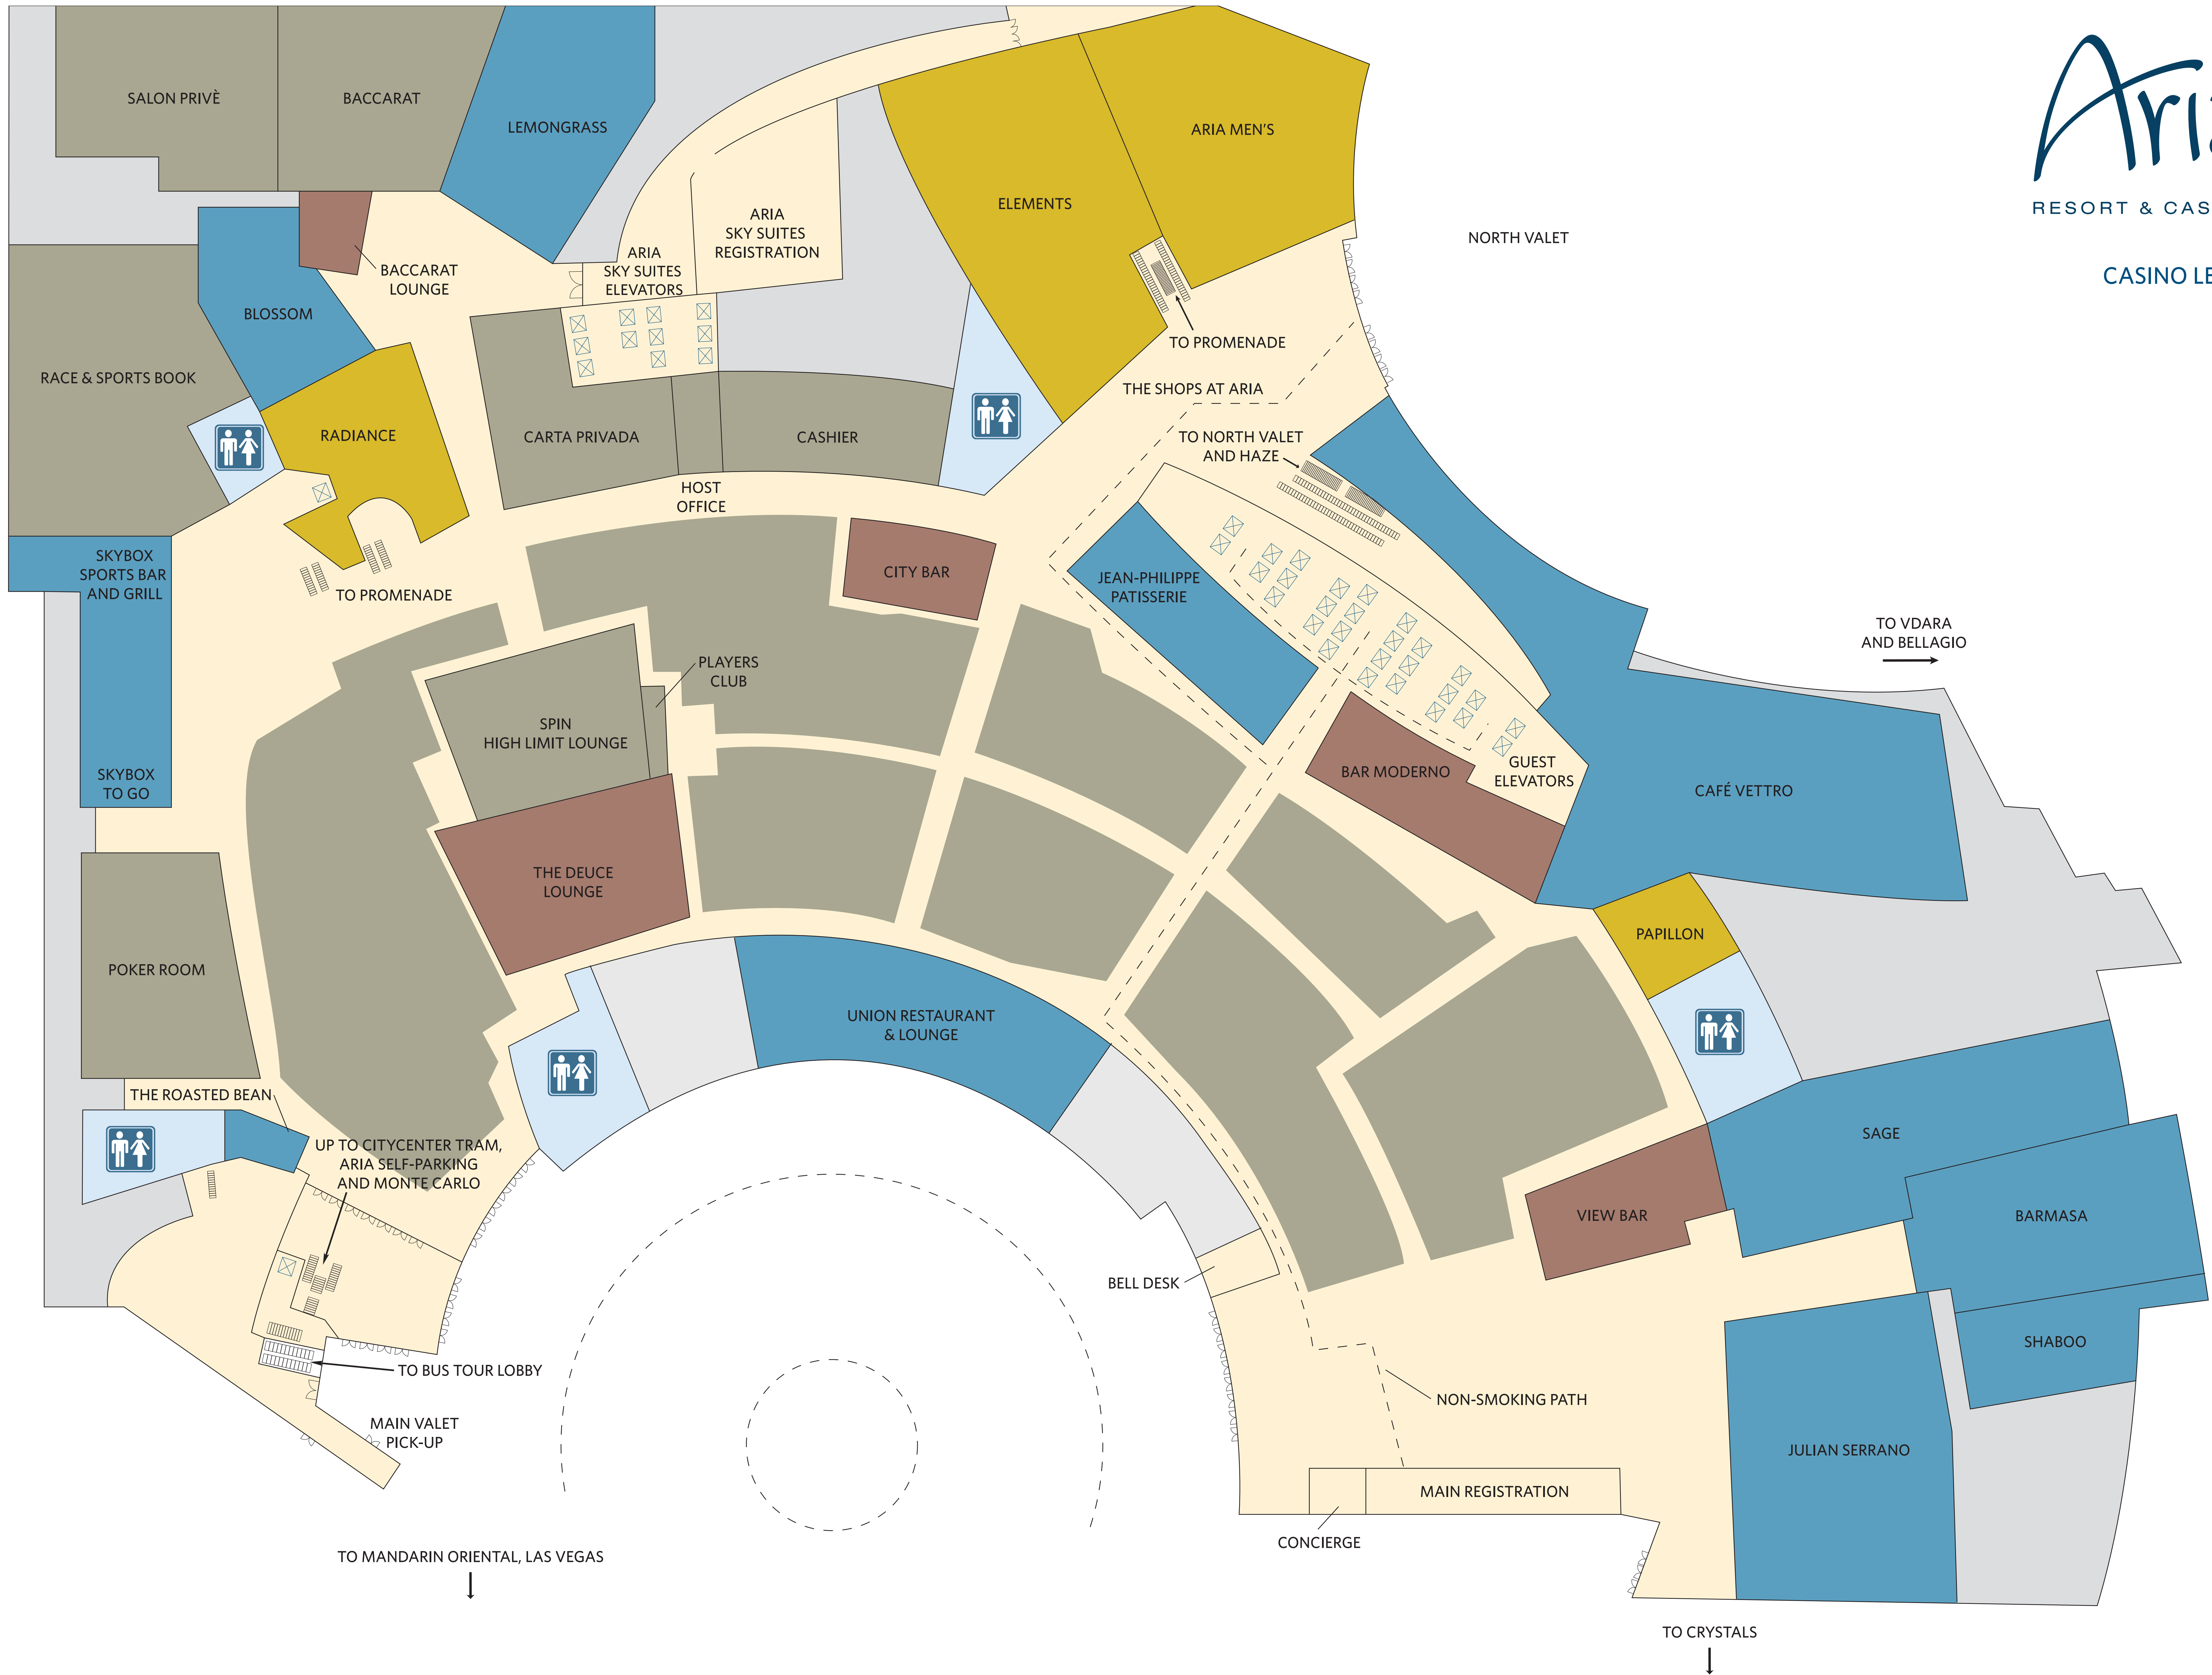 SALON PRIVÈ
BACCARAT
LEMONGRASS
ARIA MEN'S
ELEMENTS
RESORT & CAS
CASINO LE
NORTH VALET
ARIA
SKY SUITES
REGISTRATION
ARIA
SKY SUITES
ELEVATORS
BACCARAT
LOUNGE
BLOSSOM
TO PROMENADE
RACE & SPORTS BOOK
THE SHOPS AT ARIA
RADIANCE
CARTA PRIVADA
CASHIER
TO NORTH VALET
AND HAZE
HOST
OFFICE
SKYBOX
SPORTS BAR
AND GRILL
TO PROMENADE
CITY BAR
JEAN-PHILIPPE
PATISSERIE
TO VDARA
AND BELLAGIO
PLAYERS
CLUB
SPIN
HIGH LIMIT LOUNGE
SKYBOX
TO GO
BAR MODERNO
GUEST
ELEVATORS
CAFÉ VETTRO
THE DEUCE
LOUNGE
PAPILLON
POKER ROOM
UNION RESTAURANT
& LOUNGE
THE ROASTED BEAN
UP TO CITYCENTER TRAM,
ARIA SELF-PARKING
AND MONTE CARLO
SAGE
VIEW BAR
BARMASA
BELL DESK
SHABOO
TO BUS TOUR LOBBY
NON-SMOKING PATH
MAIN VALET
PICK-UP
JULIAN SERRANO
MAIN REGISTRATION
CONCIERGE
TO MANDARIN ORIENTAL, LAS VEGAS
TO CRYSTALS